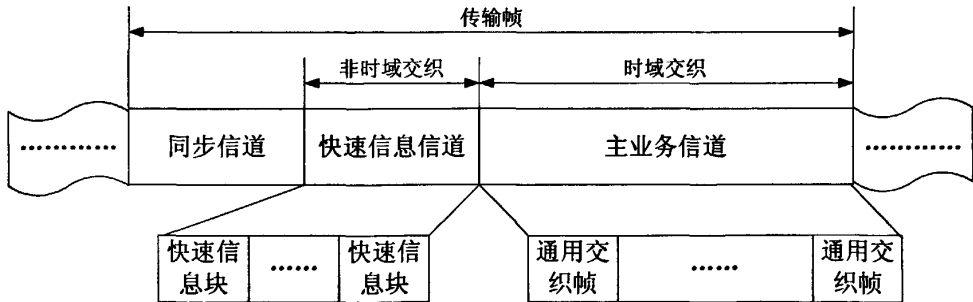 传输帧
非时域交织
时域交织
............
同步信道
快速信息信道
主业务信道
............
快速信
息块
......
快速信
息块
通用交
织帧
......
通用交
织帧